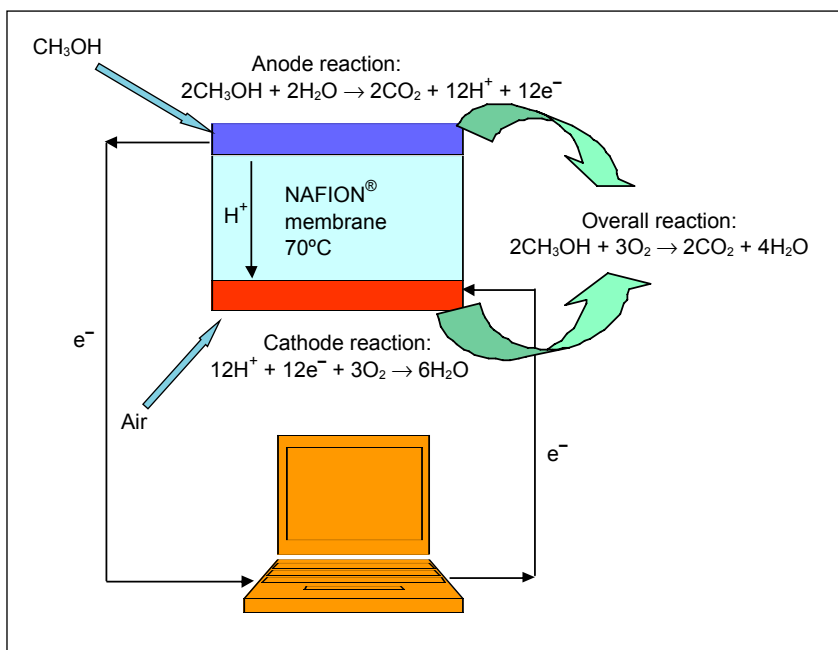 CH₃OH
Anode reaction:
2CH₃OH + 2H₂O → 2CO₂ + 12H⁺ + 12e⁻
H⁺
NAFION®
membrane
70ºC
Overall reaction:
2CH₃OH + 3O₂ → 2CO₂ + 4H₂O
e⁻
Cathode reaction:
12H⁺ + 12e⁻ + 3O₂ → 6H₂O
Air
e⁻